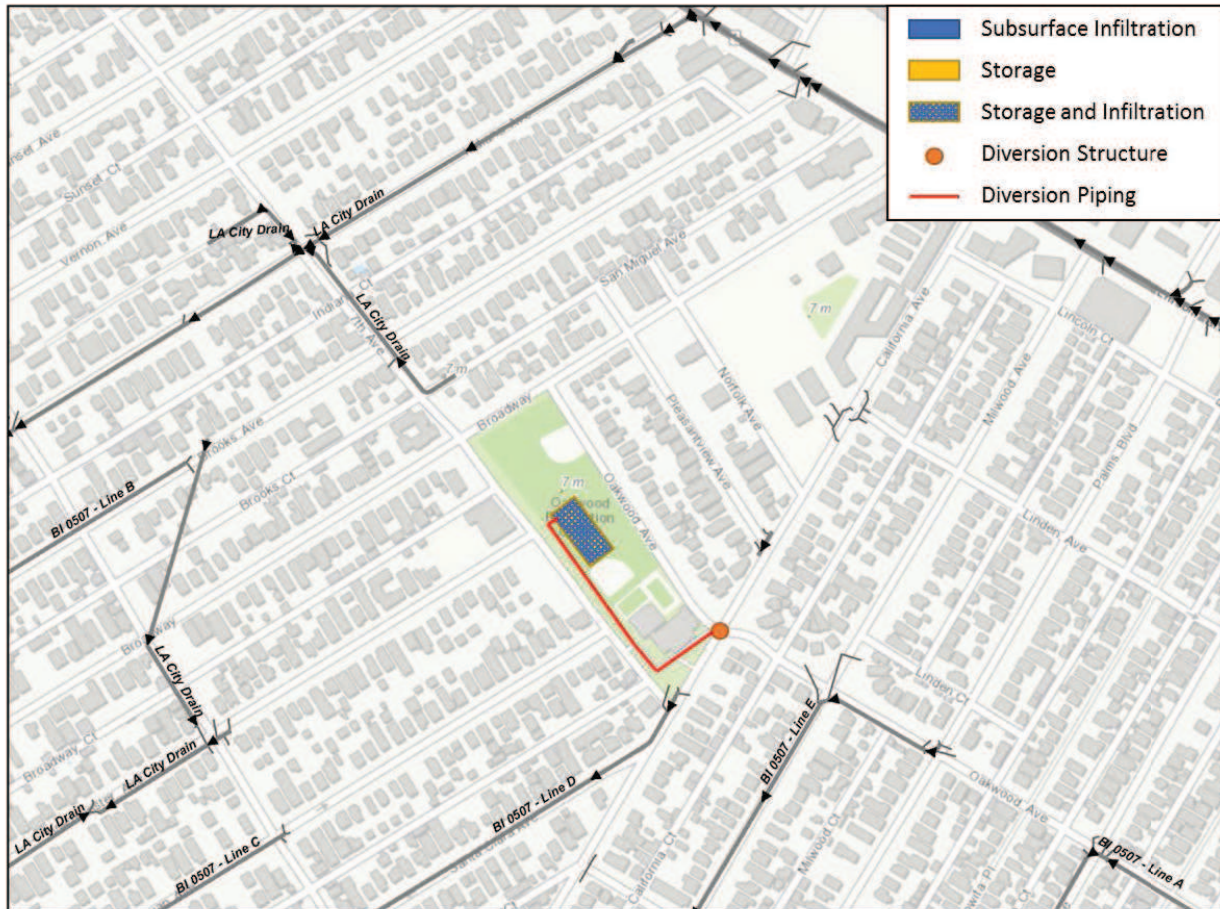 Subsurface Infiltration
Storage
Storage and Infiltration
Diversion Structure
Diversion Piping
Sunset Ct
Vernon Ave
LA City Drain
LA City Drain
San Miguel Ave
7th Ave
LA City Drain
7 m
7 m
California Ave
Lincoln Ct
Milwood Ave
Norfolk Ave
Pleasantview Ave
Palms Blvd
Broadway
Brooks Ave
Brooks Ct
BI 0507 - Line B
7 m
Oakwood Ave
Linden Ave
Broadway
LA City Drain
Linden Ct
BI 0507 - Line E
Broadway Ct
LA City Drain
BI 0507 - Line D
Oakwood Ave
LA City Drain
BI 0507 - Line C
California Ct
Milwood Ct
BI 0507 - Line A